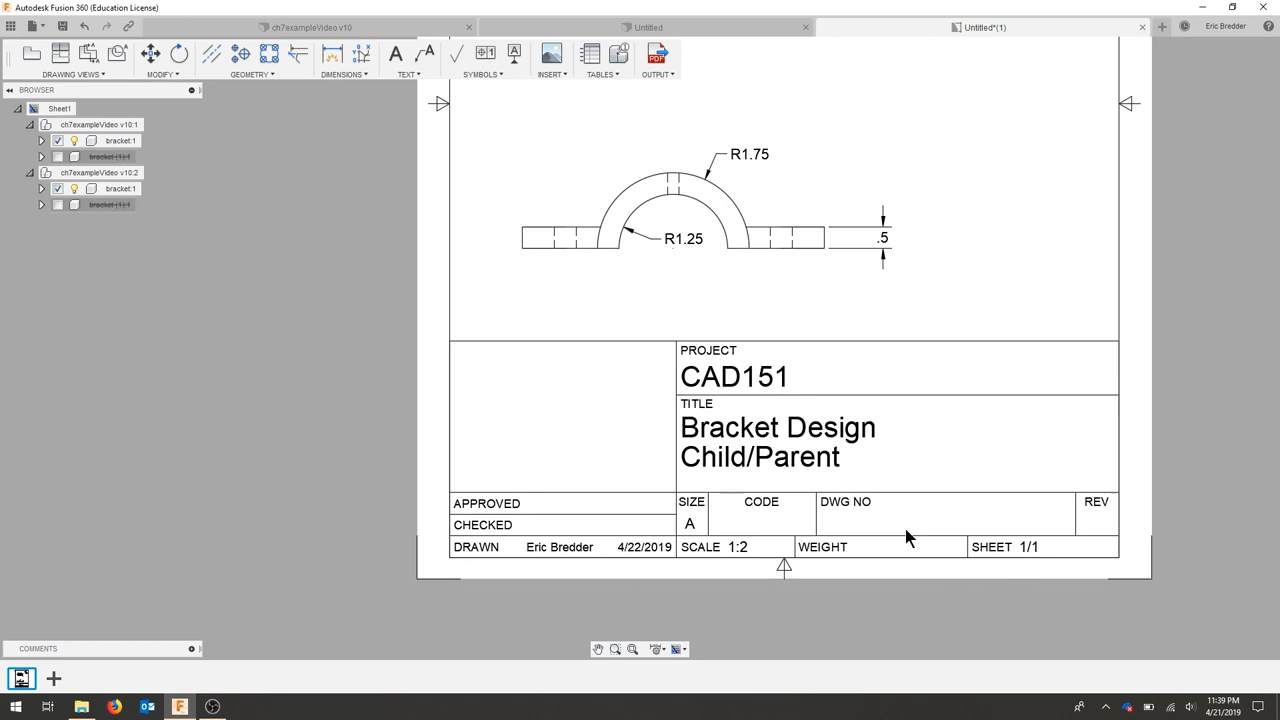 Autodesk Fusion 360 (Education License)
ch7exampleVideo v10
Untitled
Untitled*(1)
Eric Bredder
DRAWING VIEWS
MODIFY
GEOMETRY
DIMENSIONS
TEXT
SYMBOLS
INSERT
TABLES
OUTPUT
PDF
BROWSER
Sheet1
ch7exampleVideo v10:1
bracket:1
bracket (1):1
ch7exampleVideo v10:2
bracket:1
bracket (1):1
R1.75
R1.25
.5
PROJECT
CAD151
TITLE
Bracket Design
Child/Parent
APPROVED
CHECKED
DRAWN Eric Bredder 4/22/2019
SIZE CODE DWG NO REV
A
SCALE 1:2 WEIGHT SHEET 1/1
COMMENTS
11:39 PM
4/21/2019